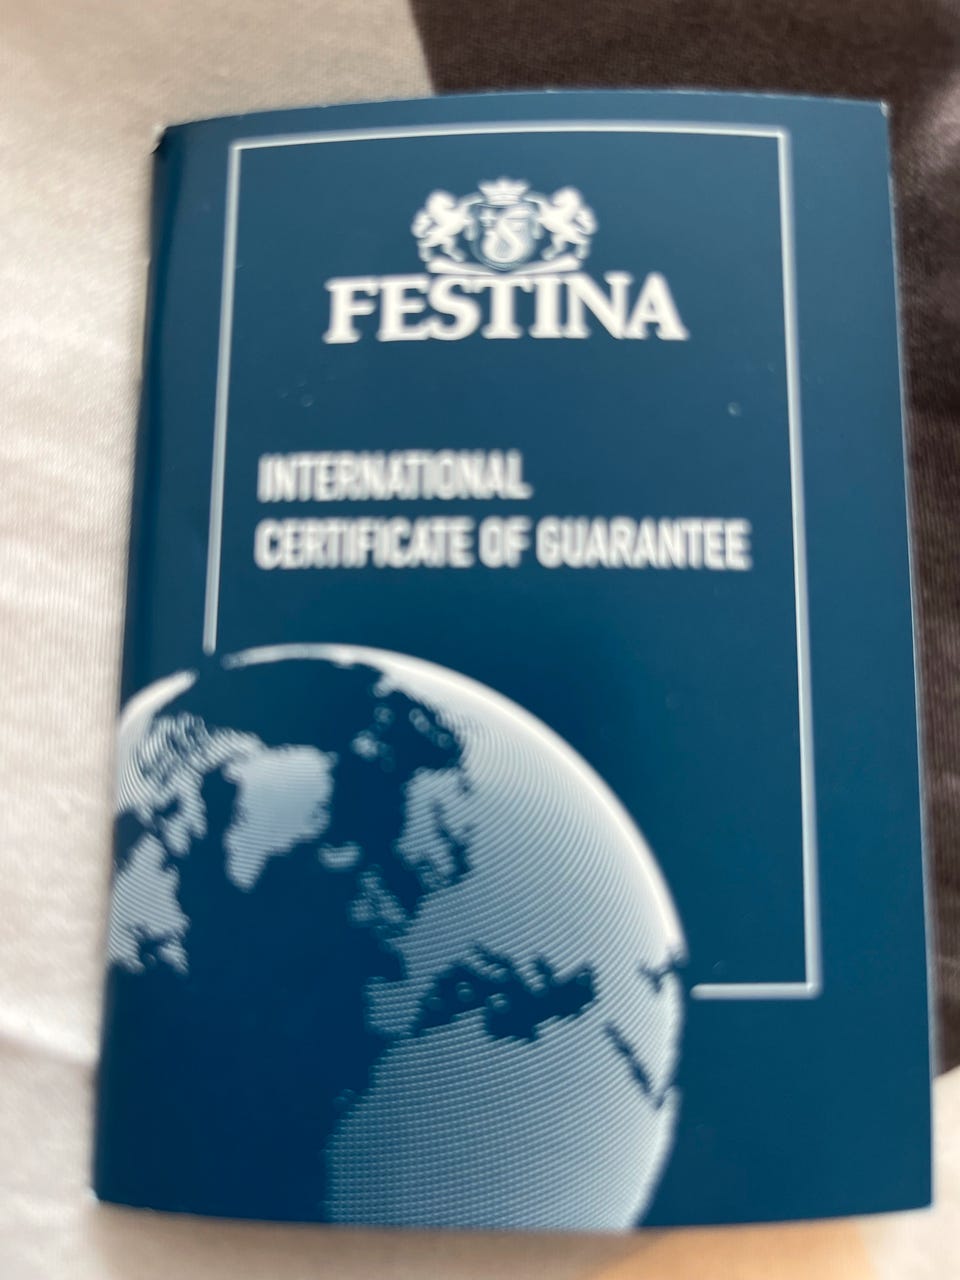 FESTINA
INTERNATIONAL
CERTIFICATE OF GUARANTEE